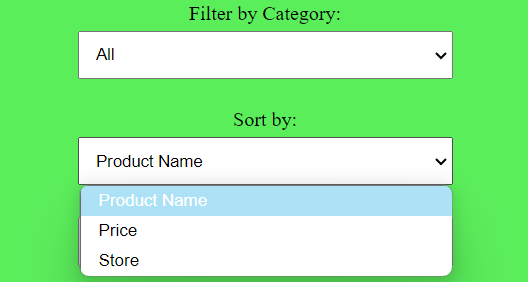 Filter by Category:
All
Sort by:
Product Name
Product Name
Price
Store